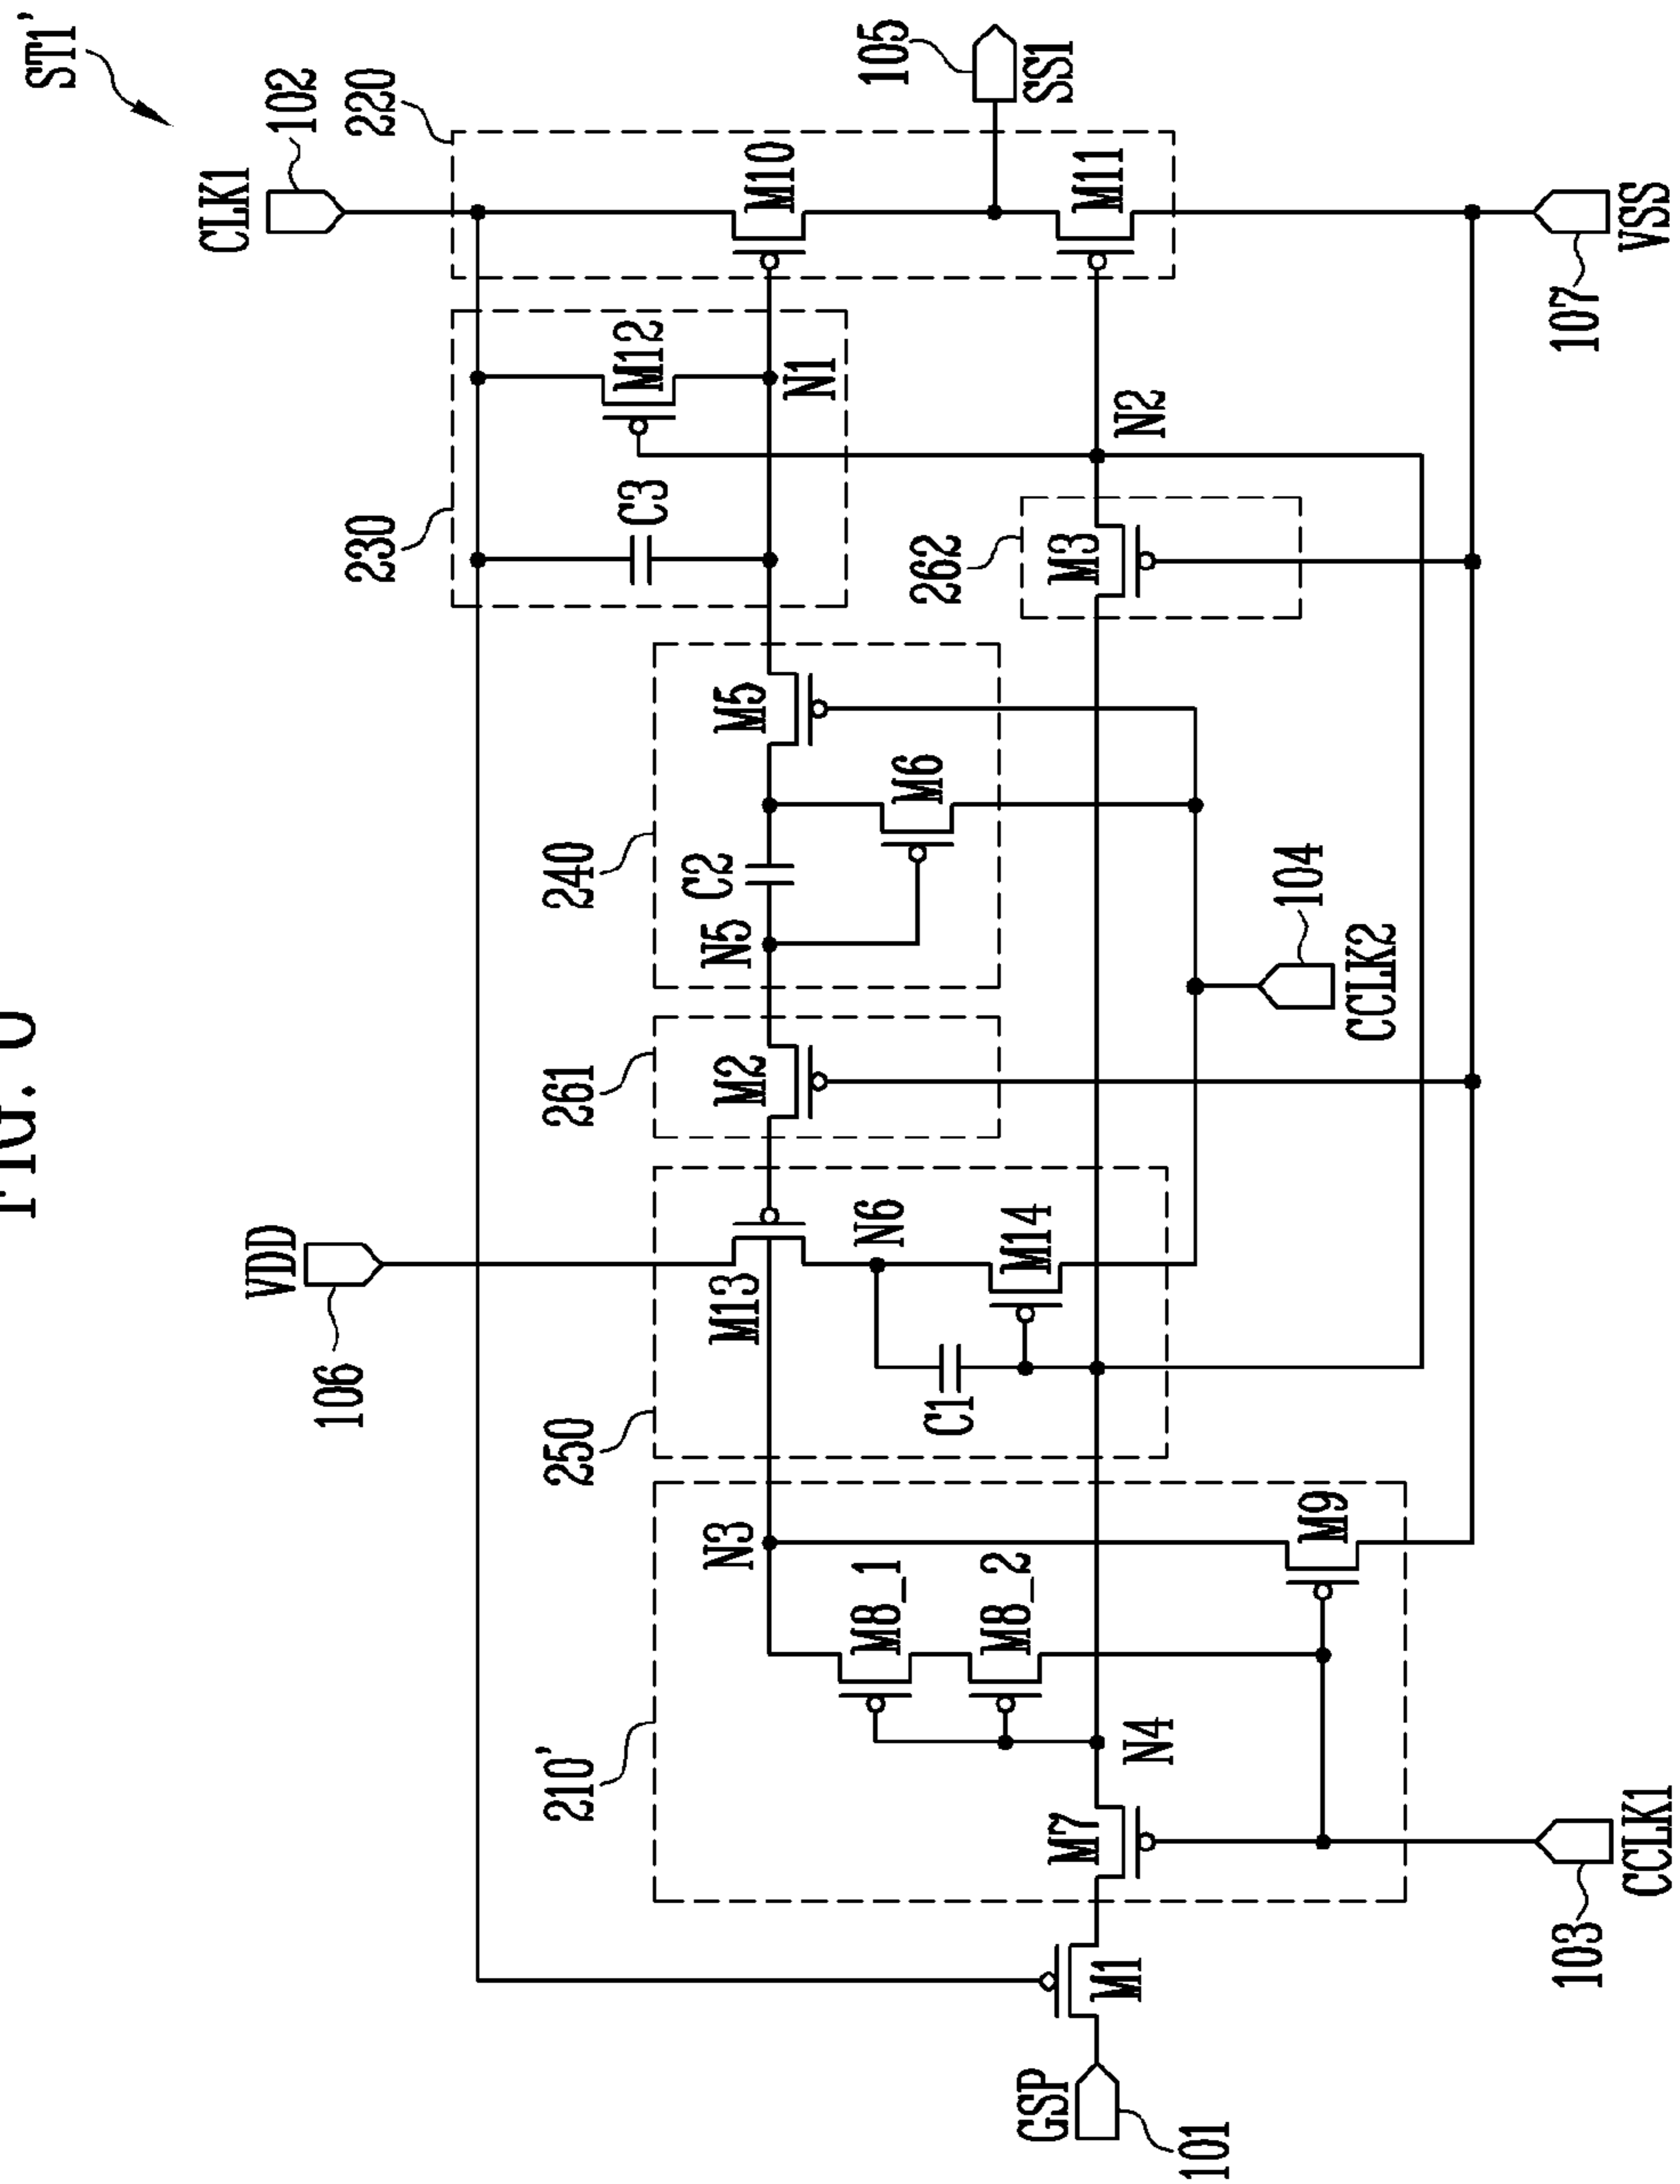 FIG.
ST1'
CLK1
102
220
M10
105
SS1
M11
107
VSS
230
M12
C3
N1
N2
262
M3
240
M5
M6
C2
N5
104
CCLK2
261
M2
VDD
106
250
M13
N6
M14
C1
210'
N3
M8_1
M8_2
M9
N4
M7
103
CCLK1
M1
GSP
101